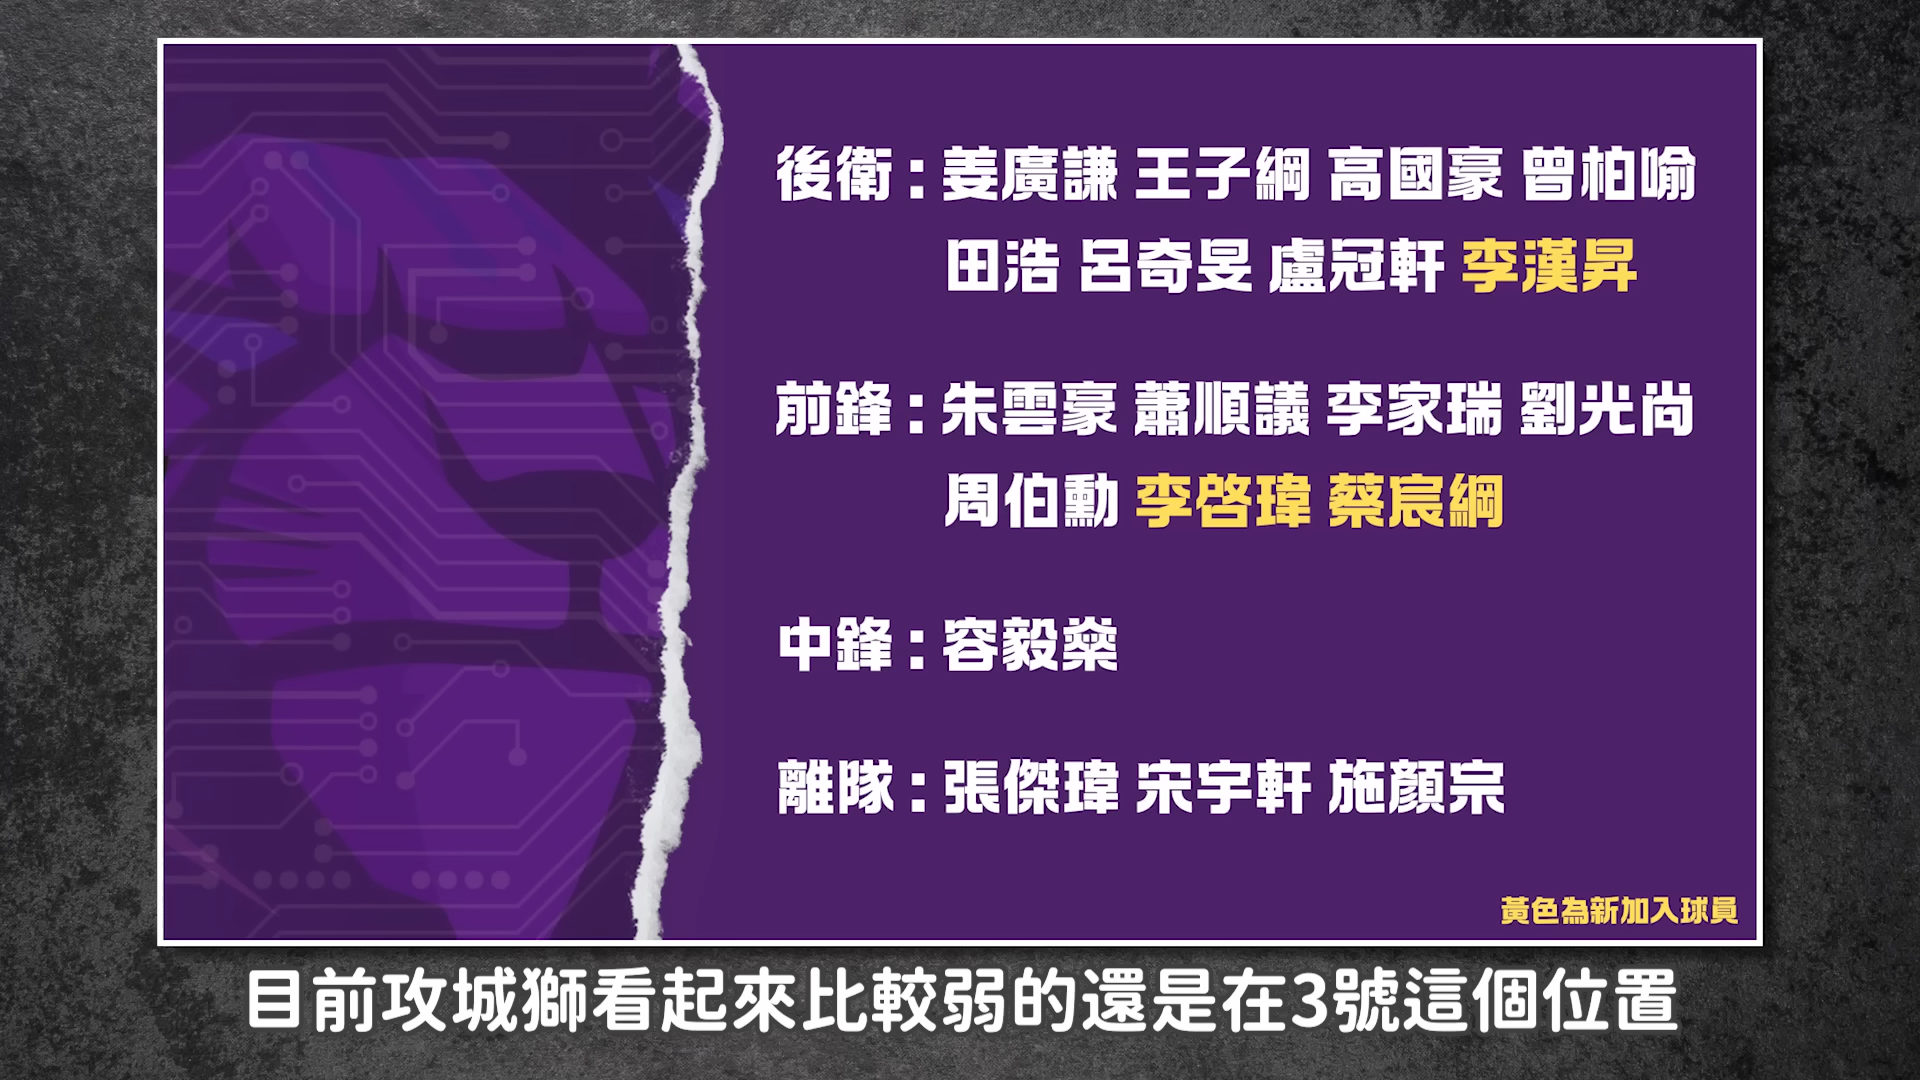 後衛：姜廣謙 王子綱 高國豪 曾柏喻
田浩 呂奇旻 盧冠軒 李漢昇
前鋒：朱雲豪 蕭順議 李家瑞 劉光尚
周伯勳 李啓瑋 蔡宸綱
中鋒：容毅燊
離隊：張傑瑋 宋宇軒 施顏宗
黃色為新加入球員
目前攻城獅看起來比較弱的還是在3號這個位置